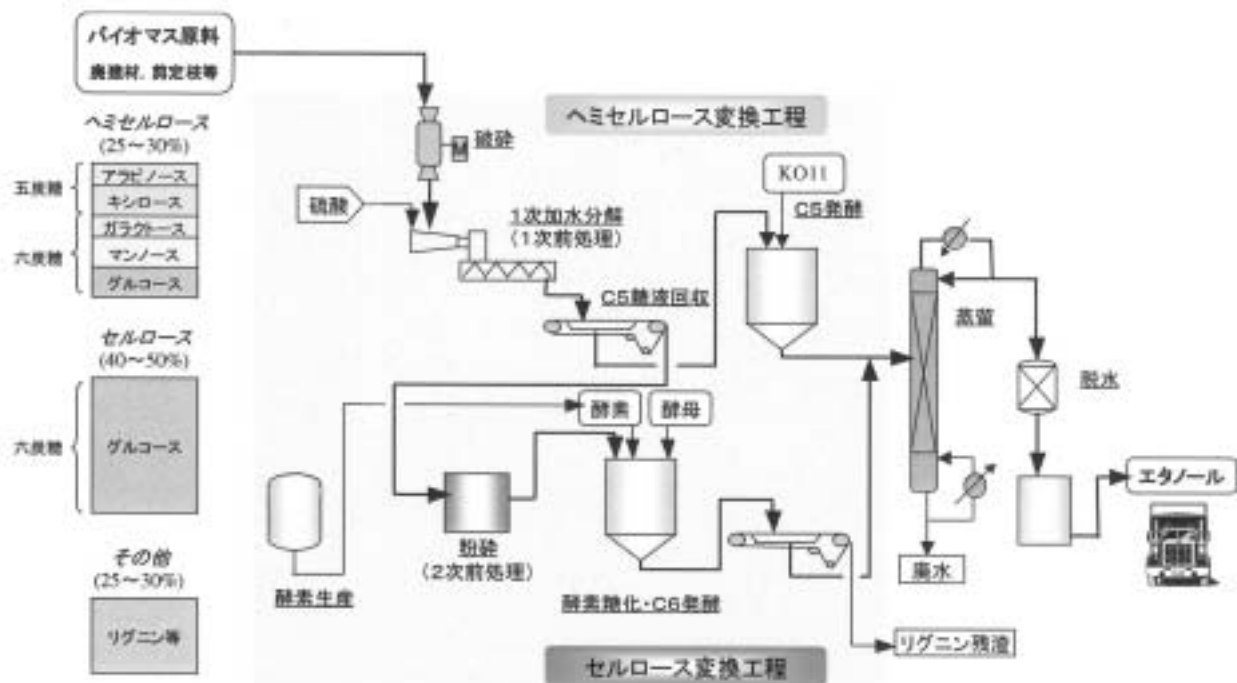 バイオマス原料
廃建材，剪定枝等
ヘミセルロース
(25～30%)
五炭糖
アラビノース
キシロース
六炭糖
ガラクトース
マンノース
グルコース
セルロース
(40～50%)
六炭糖
グルコース
その他
(25～30%)
リグニン等
ヘミセルロース変換工程
破砕
M
硫酸
1次加水分解
(1次前処理)
C5糖液回収
KO11
C5発酵
蒸留
脱水
エタノール
廃水
酵素
酵母
粉砕
(2次前処理)
酵素生産
酵素糖化・C6発酵
リグニン残渣
セルロース変換工程